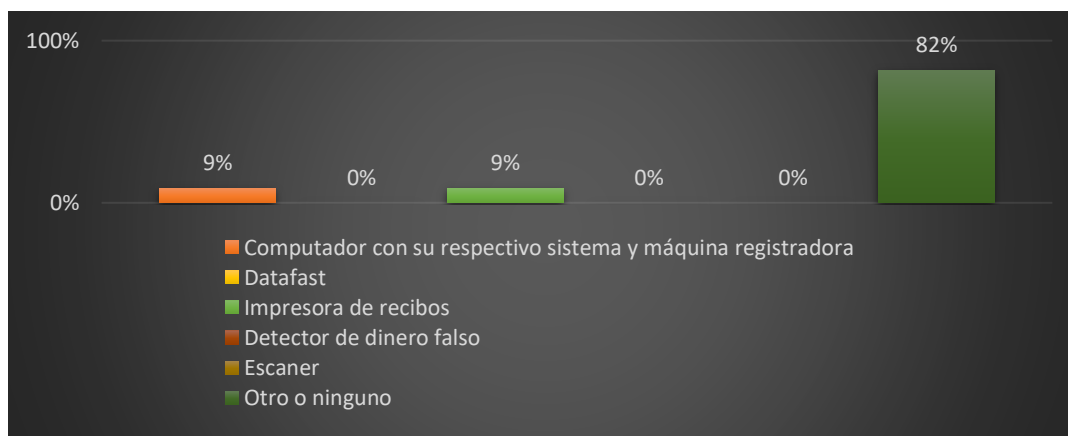 100%
82%
9%
0%
9%
0%
0%
0%
Computador con su respectivo sistema y máquina registradora
Datafast
Impresora de recibos
Detector de dinero falso
Escaner
Otro o ninguno